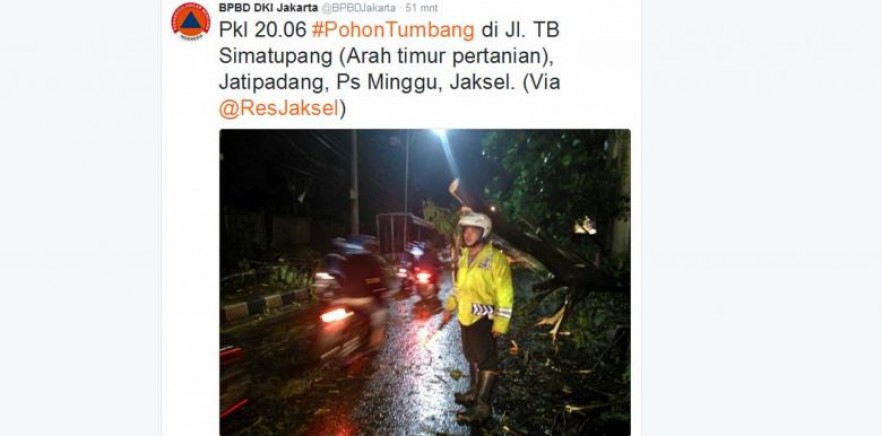 BPBD DKI Jakarta @BPBDJakarta · 51 mnt
Pkl 20.06 #PohonTumbang di Jl. TB
Simatupang (Arah timur pertanian),
Jatipadang, Ps Minggu, Jaksel. (Via
@ResJaksel)